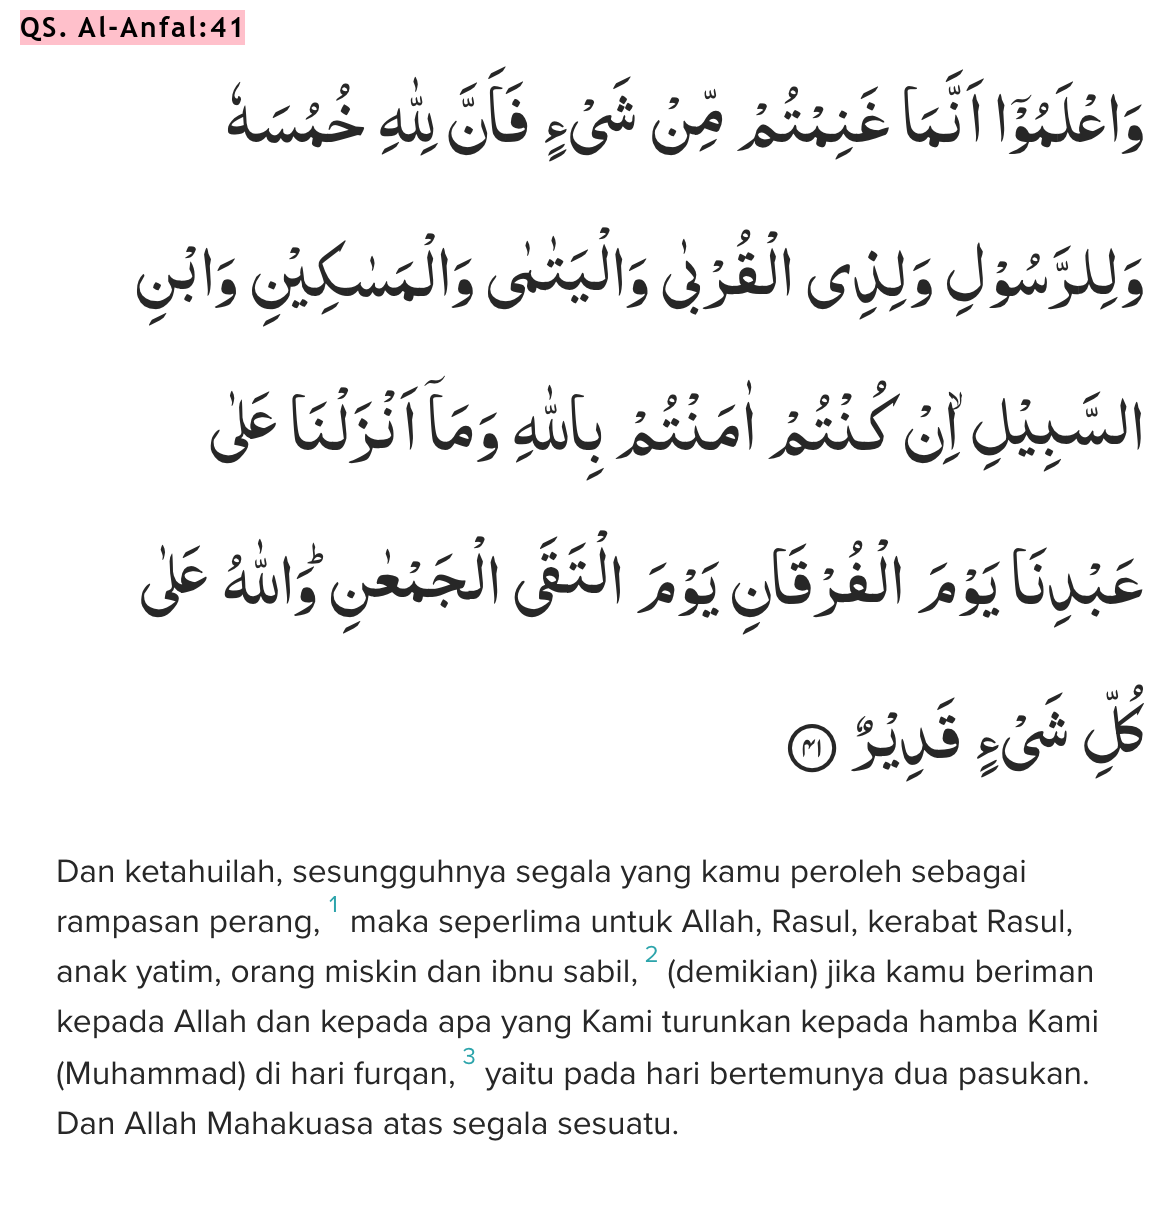 QS. Al-Anfal:41
وَاعْلَمُوْٓا اَنَّمَا غَنِمْتُمْ مِّنْ شَيْءٍ فَاَنَّ لِلّٰهِ خُمُسَهٗ
وَلِلرَّسُوْلِ وَلِذِى الْقُرْبٰى وَالْيَتٰمٰى وَالْمَسٰكِيْنِ وَابْنِ
السَّبِيْلِ اِنْ كُنْتُمْ اٰمَنْتُمْ بِاللّٰهِ وَمَآ اَنْزَلْنَا عَلٰى
عَبْدِنَا يَوْمَ الْفُرْقَانِ يَوْمَ الْتَقَى الْجَمْعٰنِۗ وَاللّٰهُ عَلٰى
كُلِّ شَيْءٍ قَدِيْرٌ ٤١
Dan ketahuilah, sesungguhnya segala yang kamu peroleh sebagai
rampasan perang, 1 maka seperlima untuk Allah, Rasul, kerabat Rasul,
anak yatim, orang miskin dan ibnu sabil, 2 (demikian) jika kamu beriman
kepada Allah dan kepada apa yang Kami turunkan kepada hamba Kami
(Muhammad) di hari furqan, 3 yaitu pada hari bertemunya dua pasukan.
Dan Allah Mahakuasa atas segala sesuatu.